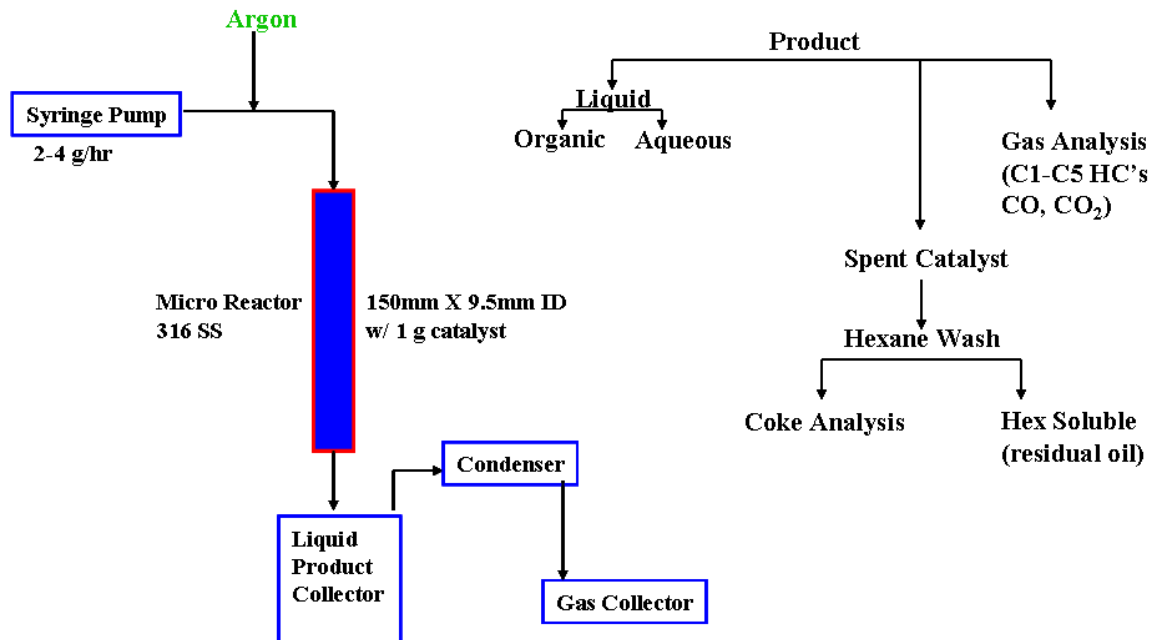 Argon
Syringe Pump
2-4 g/hr
Micro Reactor
316 SS
150mm X 9.5mm ID
w/ 1 g catalyst
Liquid
Product
Collector
Condenser
Gas Collector
Product
Liquid
Organic
Aqueous
Gas Analysis
(C1-C5 HC's
CO, CO₂)
Spent Catalyst
Hexane Wash
Coke Analysis
Hex Soluble
(residual oil)